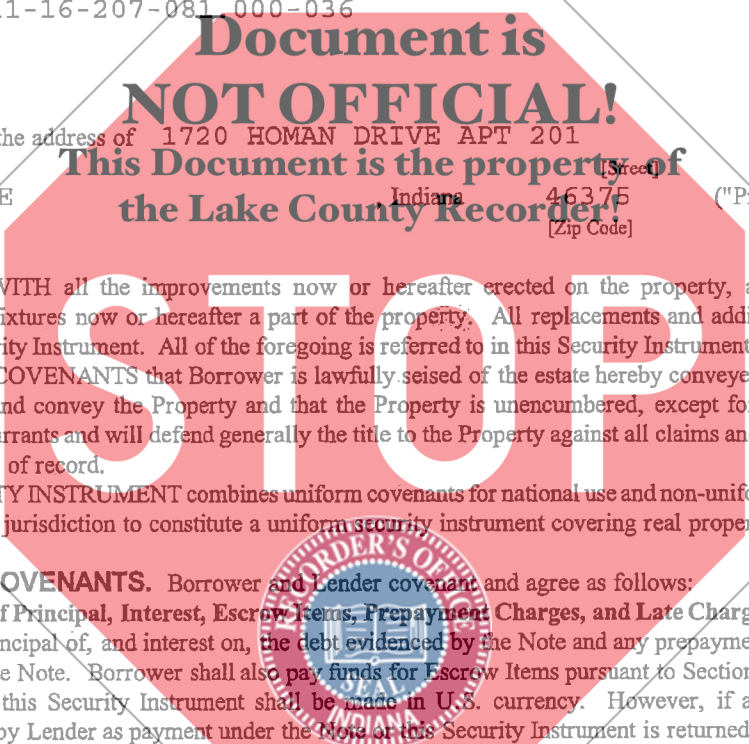 1-16-207-081.000-036
Document is
NOT OFFICIAL!
the address of 1720 HOMAN DRIVE APT 201
This Document is the property of
[Street]
E , Indiana 46375 ("P
the Lake County Recorder!
[Zip Code]
WITH all the improvements now or hereafter erected on the property, a
ixtures now or hereafter a part of the property. All replacements and addi
ity Instrument. All of the foregoing is referred to in this Security Instrument
COVENANTS that Borrower is lawfully seised of the estate hereby conveye
nd convey the Property and that the Property is unencumbered, except fo
arrants and will defend generally the title to the Property against all claims an
of record.
STOP
TY INSTRUMENT combines uniform covenants for national use and non-unifo
jurisdiction to constitute a uniform security instrument covering real prope
OVENANTS. Borrower and Lender covenant and agree as follows:
f Principal, Interest, Escrow Items, Prepayment Charges, and Late Charg
ncipal of, and interest on, the debt evidenced by the Note and any prepayme
e Note. Borrower shall also pay funds for Escrow Items pursuant to Section
this Security Instrument shall be made in U.S. currency. However, if a
by Lender as payment under the Note or this Security Instrument is returned
RECORDER'S OFFICE
SEAL
INDIANA